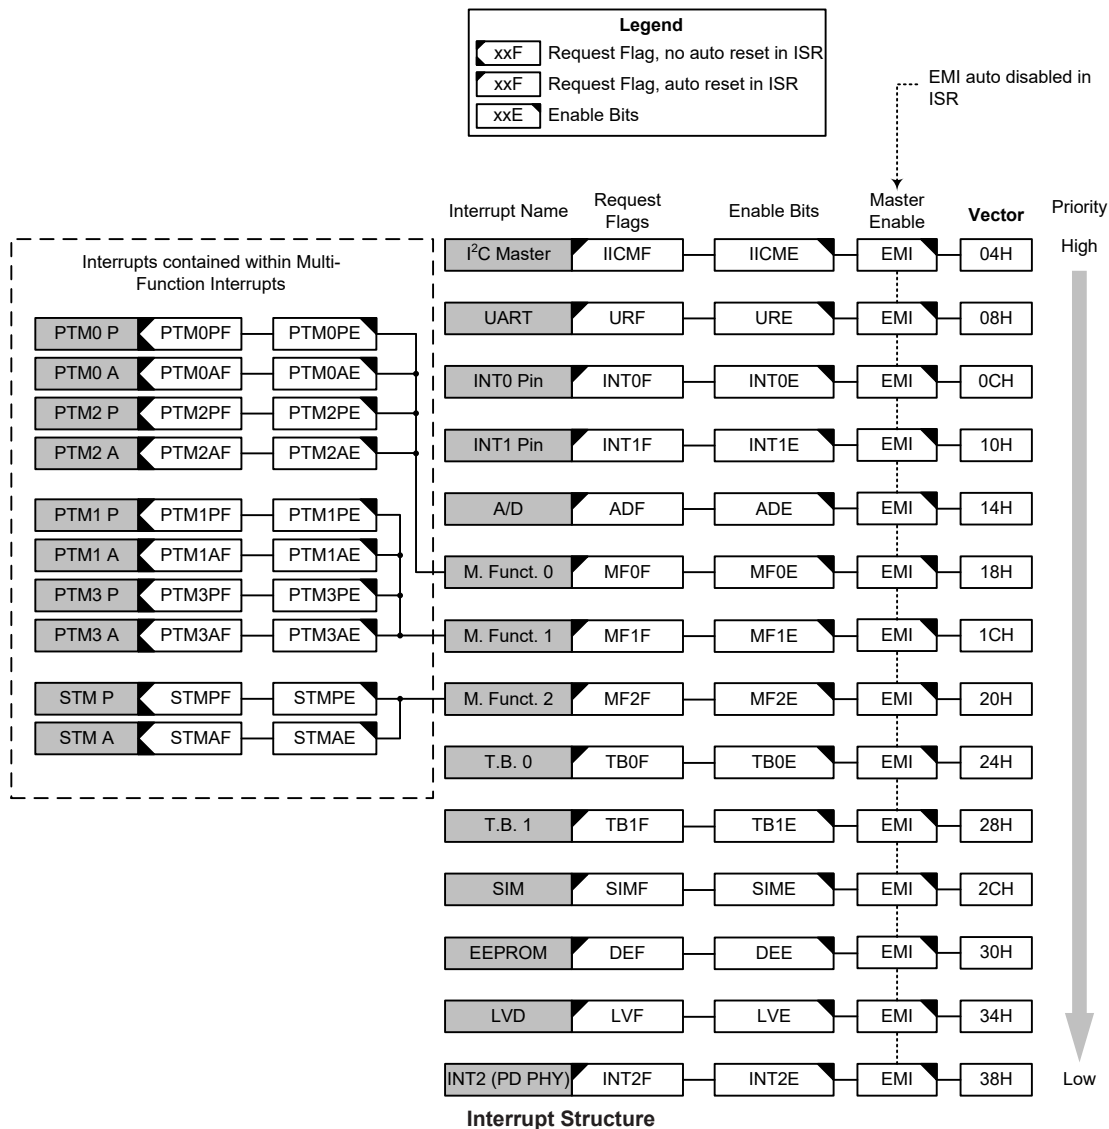 Legend
xxF Request Flag, no auto reset in ISR
xxF Request Flag, auto reset in ISR
xxE Enable Bits
EMI auto disabled in
ISR
Interrupt Name Request Flags Enable Bits Master Enable Vector Priority
Interrupts contained within Multi-
Function Interrupts
PTM0 P PTM0PF PTM0PE
PTM0 A PTM0AF PTM0AE
PTM2 P PTM2PF PTM2PE
PTM2 A PTM2AF PTM2AE
PTM1 P PTM1PF PTM1PE
PTM1 A PTM1AF PTM1AE
PTM3 P PTM3PF PTM3PE
PTM3 A PTM3AF PTM3AE
STM P STMPF STMPE
STM A STMAF STMAE
I²C Master IICMF IICME EMI 04H High
UART URF URE EMI 08H
INT0 Pin INT0F INT0E EMI 0CH
INT1 Pin INT1F INT1E EMI 10H
A/D ADF ADE EMI 14H
M. Funct. 0 MF0F MF0E EMI 18H
M. Funct. 1 MF1F MF1E EMI 1CH
M. Funct. 2 MF2F MF2E EMI 20H
T.B. 0 TB0F TB0E EMI 24H
T.B. 1 TB1F TB1E EMI 28H
SIM SIMF SIME EMI 2CH
EEPROM DEF DEE EMI 30H
LVD LVF LVE EMI 34H
INT2 (PD PHY) INT2F INT2E EMI 38H Low
Interrupt Structure